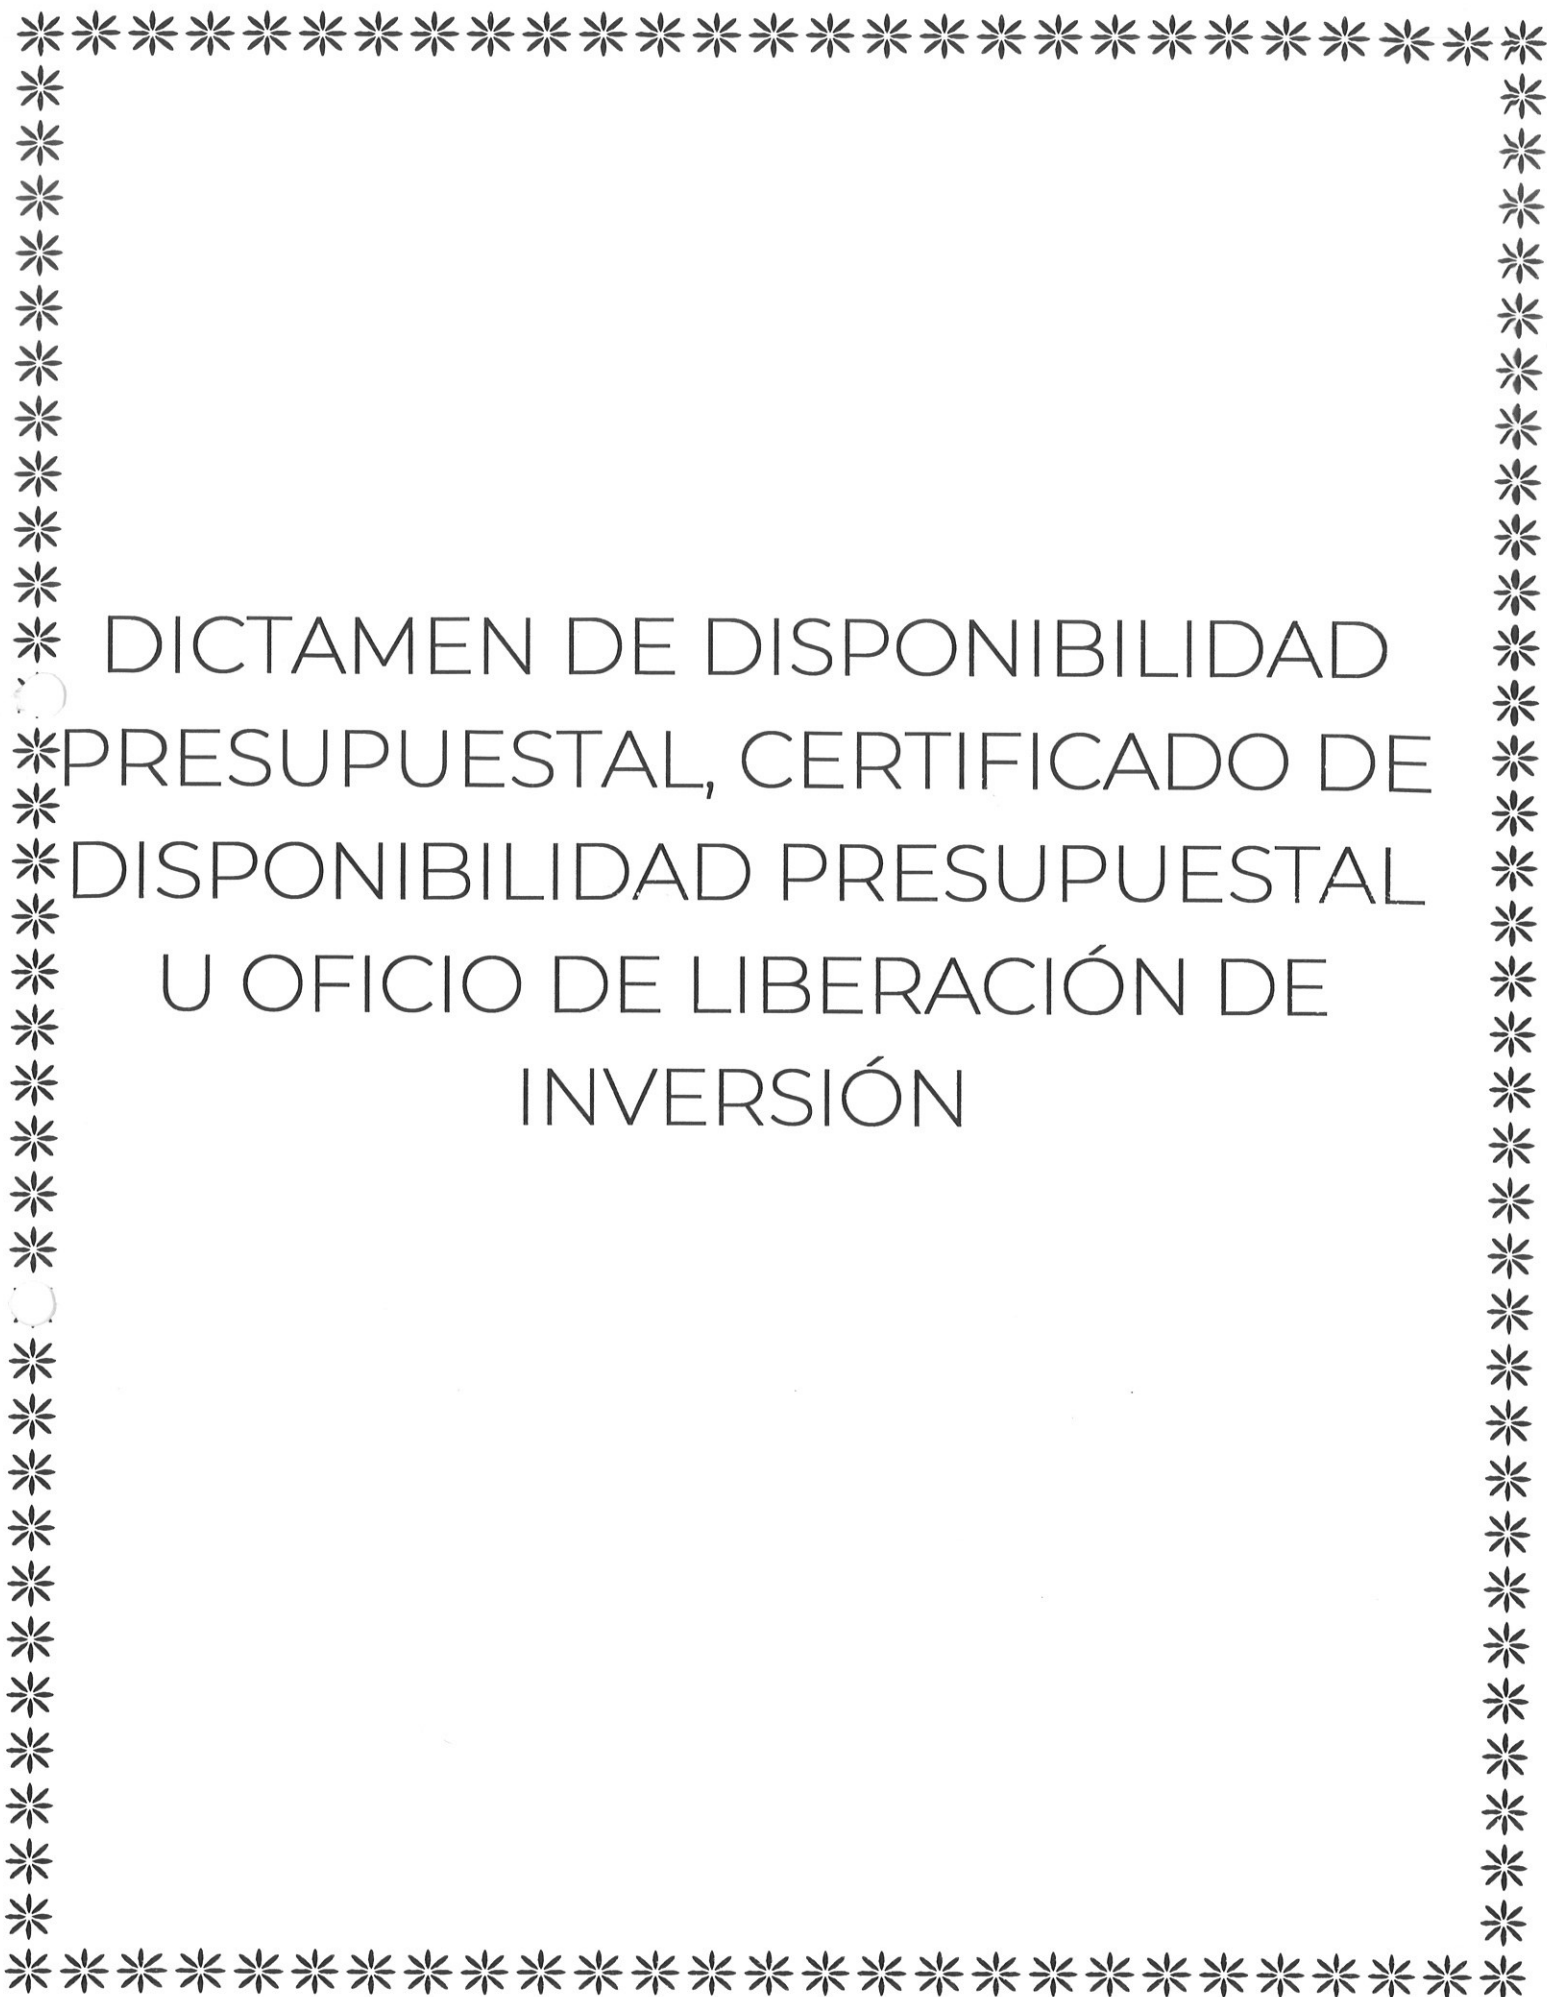 DICTAMEN DE DISPONIBILIDAD
PRESUPUESTAL, CERTIFICADO DE
DISPONIBILIDAD PRESUPUESTAL
U OFICIO DE LIBERACIÓN DE
INVERSIÓN